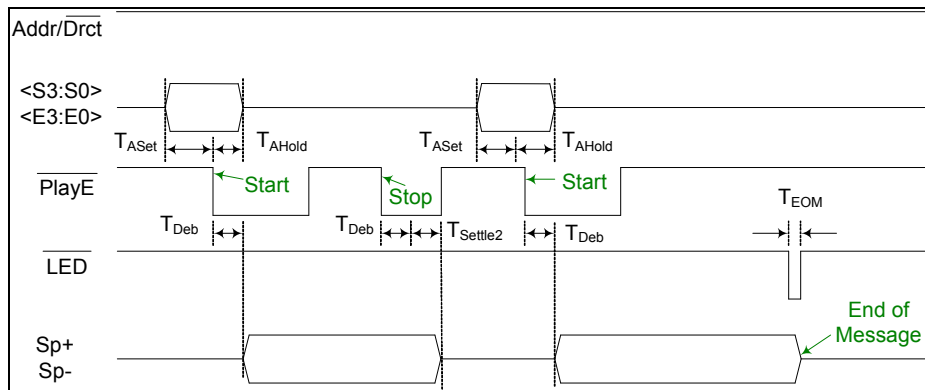 Addr/Drct
<S3:S0>
<E3:E0>
TASet TAHold TASet TAHold
PlayE Start Stop Start
TEOM
TDeb TDeb TSettle2 TDeb
LED
End of
Message
Sp+
Sp-